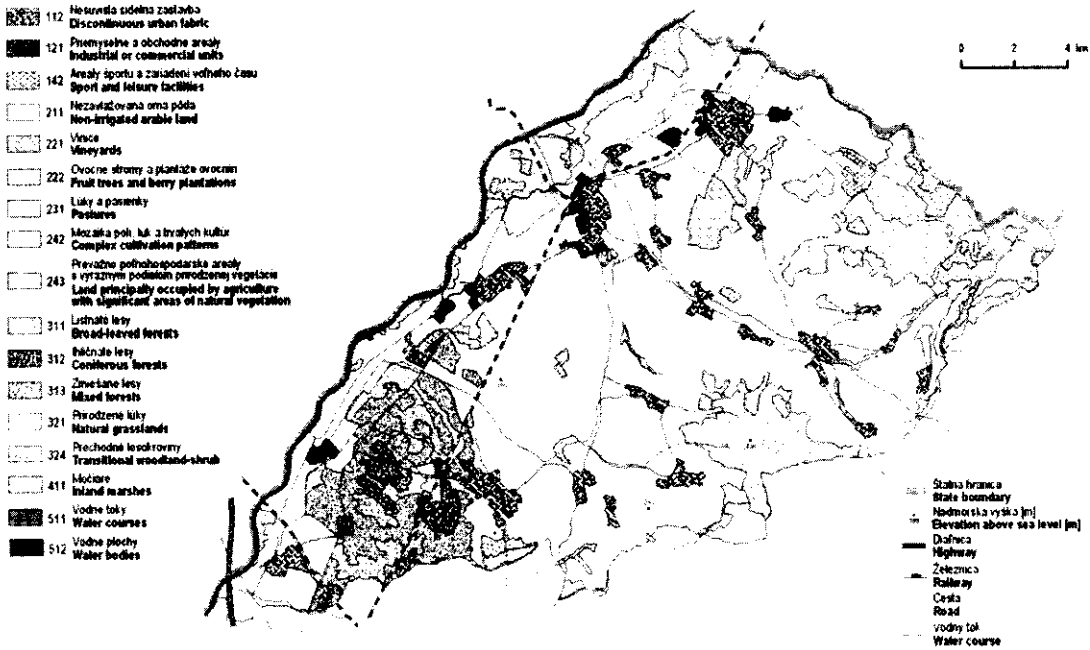 112 Nesúvislá sídelná zástavba
Discontinuous urban fabric
121 Priemyselné a obchodné areály
Industrial or commercial units
142 Areály športu a zariadení voľného času
Sport and leisure facilities
211 Nezavlažovaná orná pôda
Non-irrigated arable land
221 Vinice
Vineyards
222 Ovocné stromy a plantáže ovocnín
Fruit trees and berry plantations
231 Lúky a pasienky
Pastures
242 Mozaika polí, lúk a trvalých kultúr
Complex cultivation patterns
243 Prevažne poľnohospodárske areály
s výrazným podielom prirodzenej vegetácie
Land principally occupied by agriculture
with significant areas of natural vegetation
311 Listnaté lesy
Broad-leaved forests
312 Ihličnaté lesy
Coniferous forests
313 Zmiešané lesy
Mixed forests
321 Prirodzené lúky
Natural grasslands
324 Prechodné lesokroviny
Transitional woodland-shrub
411 Močiare
Inland marshes
511 Vodné toky
Water courses
512 Vodné plochy
Water bodies
0 2 4 km
Štátna hranica
State boundary
Nadmorská výška [m]
Elevation above sea level [m]
Diaľnica
Highway
Železnica
Railway
Cesta
Road
Vodný tok
Water course